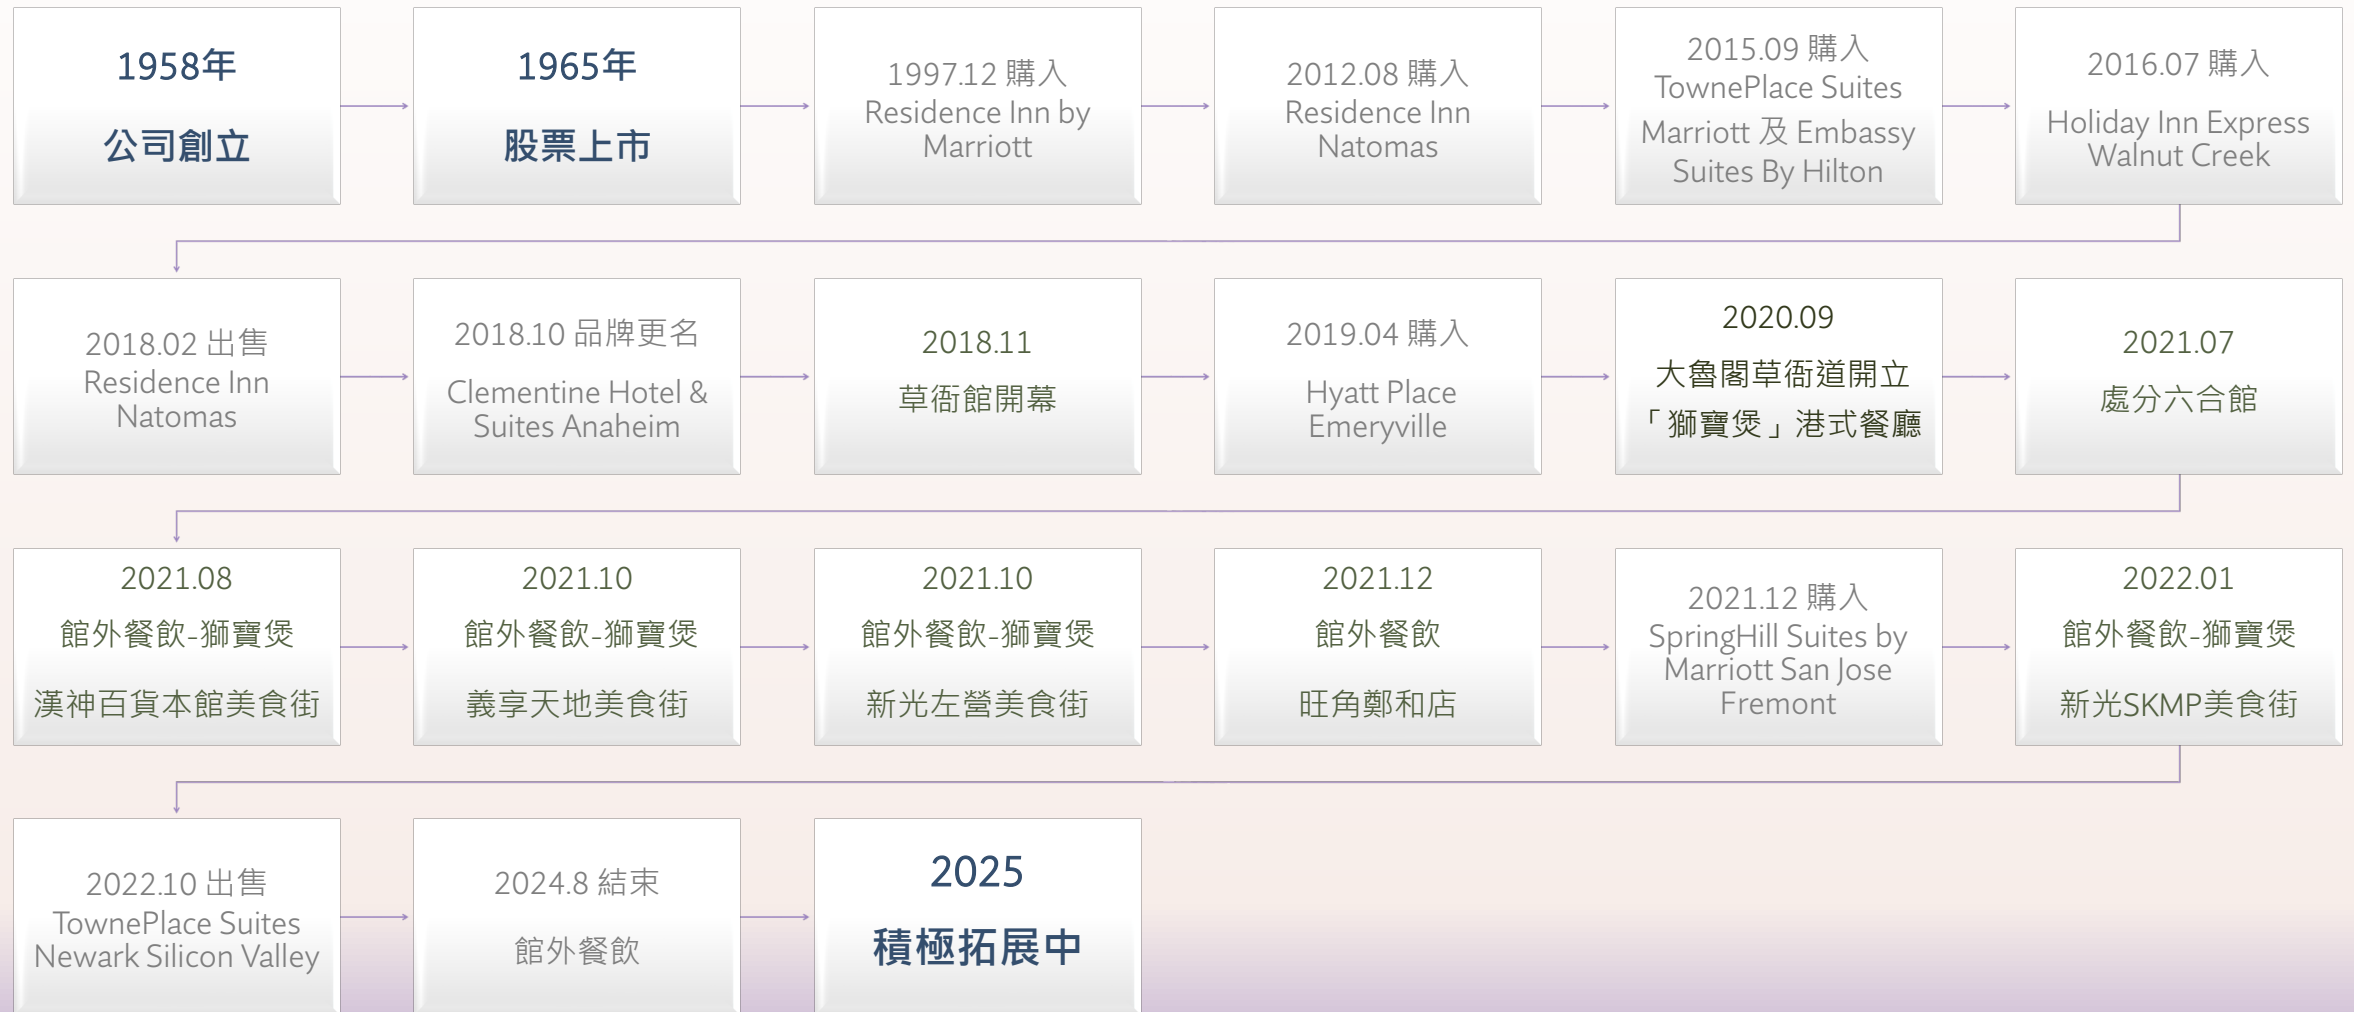 1958年
公司創立
1965年
股票上市
1997.12 購入
Residence Inn by
Marriott
2012.08 購入
Residence Inn
Natomas
2015.09 購入
TownePlace Suites
Marriott 及 Embassy
Suites By Hilton
2016.07 購入
Holiday Inn Express
Walnut Creek
2018.02 出售
Residence Inn
Natomas
2018.10 品牌更名
Clementine Hotel &
Suites Anaheim
2018.11
草衙館開幕
2019.04 購入
Hyatt Place
Emeryville
2020.09
大魯閣草衙道開立
「獅寶煲」港式餐廳
2021.07
處分六合館
2021.08
館外餐飲-獅寶煲
漢神百貨本館美食街
2021.10
館外餐飲-獅寶煲
義享天地美食街
2021.10
館外餐飲-獅寶煲
新光左營美食街
2021.12
館外餐飲
旺角鄭和店
2021.12 購入
SpringHill Suites by
Marriott San Jose
Fremont
2022.01
館外餐飲-獅寶煲
新光SKMP美食街
2022.10 出售
TownePlace Suites
Newark Silicon Valley
2024.8 結束
館外餐飲
2025
積極拓展中